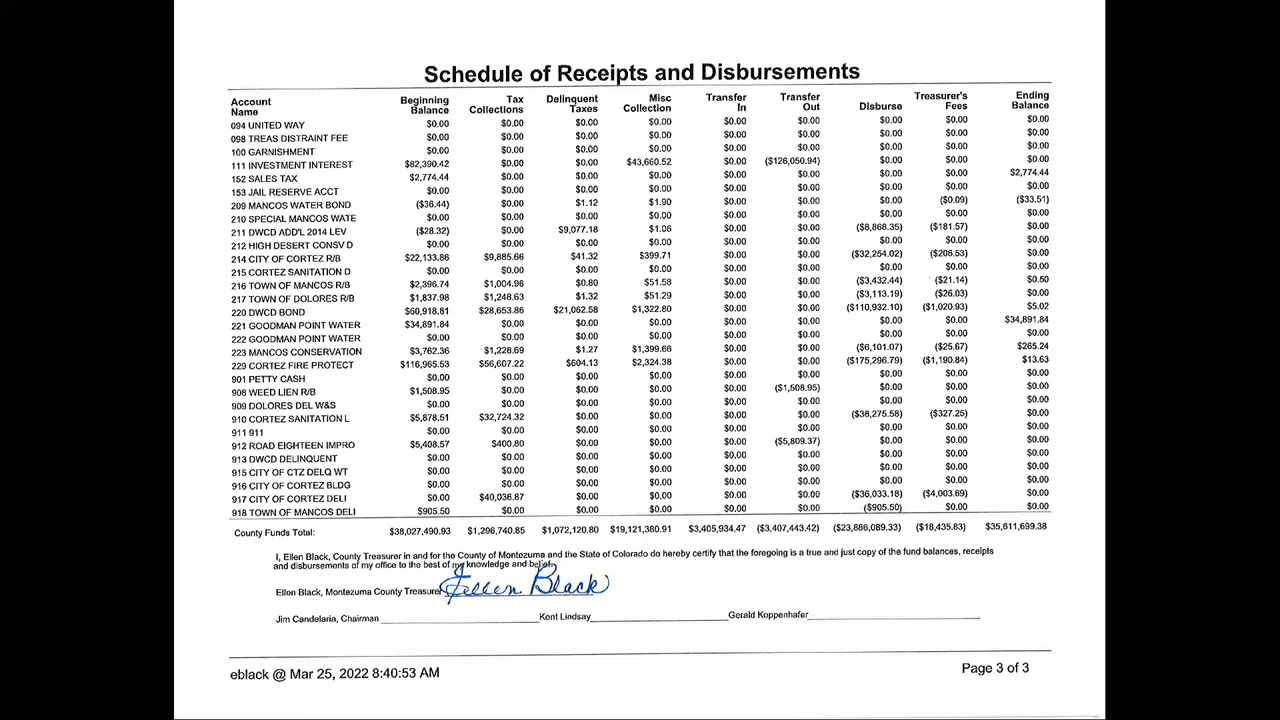 Schedule of Receipts and Disbursements
Account Name Beginning Balance Tax Collections Delinquent Taxes Misc Collection Transfer In Transfer Out Disburse Treasurer's Fees Ending Balance
094 UNITED WAY $0.00 $0.00 $0.00 $0.00 $0.00 $0.00 $0.00 $0.00 $0.00
098 TREAS DISTRAINT FEE $0.00 $0.00 $0.00 $0.00 $0.00 $0.00 $0.00 $0.00 $0.00
100 GARNISHMENT $0.00 $0.00 $0.00 $0.00 $0.00 $0.00 $0.00 $0.00 $0.00
111 INVESTMENT INTEREST $82,390.42 $0.00 $0.00 $43,660.52 $0.00 ($126,050.94) $0.00 $0.00 $0.00
152 SALES TAX $2,774.44 $0.00 $0.00 $0.00 $0.00 $0.00 $0.00 $0.00 $2,774.44
153 JAIL RESERVE ACCT $0.00 $0.00 $0.00 $0.00 $0.00 $0.00 $0.00 $0.00 $0.00
209 MANCOS WATER BOND ($36.44) $0.00 $1.12 $1.90 $0.00 $0.00 $0.00 ($0.09) ($33.51)
210 SPECIAL MANCOS WATE $0.00 $0.00 $0.00 $0.00 $0.00 $0.00 $0.00 $0.00 $0.00
211 DWCD ADD'L 2014 LEV ($28.32) $0.00 $9,077.18 $1.06 $0.00 $0.00 ($8,868.35) ($181.57) $0.00
212 HIGH DESERT CONSV D $0.00 $0.00 $0.00 $0.00 $0.00 $0.00 $0.00 $0.00 $0.00
214 CITY OF CORTEZ R/B $22,133.86 $9,885.66 $41.32 $399.71 $0.00 $0.00 ($32,254.02) ($206.53) $0.00
215 CORTEZ SANITATION D $0.00 $0.00 $0.00 $0.00 $0.00 $0.00 $0.00 $0.00 $0.00
216 TOWN OF MANCOS R/B $2,396.74 $1,004.96 $0.80 $51.58 $0.00 $0.00 ($3,432.44) ($21.14) $0.50
217 TOWN OF DOLORES R/B $1,837.98 $1,248.63 $1.32 $51.29 $0.00 $0.00 ($3,113.19) ($26.03) $0.00
220 DWCD BOND $60,918.81 $28,653.86 $21,062.58 $1,322.80 $0.00 $0.00 ($110,932.10) ($1,020.93) $5.02
221 GOODMAN POINT WATER $34,891.84 $0.00 $0.00 $0.00 $0.00 $0.00 $0.00 $0.00 $34,891.84
222 GOODMAN POINT WATER $0.00 $0.00 $0.00 $0.00 $0.00 $0.00 $0.00 $0.00 $0.00
223 MANCOS CONSERVATION $3,762.36 $1,228.69 $1.27 $1,399.66 $0.00 $0.00 ($6,101.07) ($25.67) $265.24
229 CORTEZ FIRE PROTECT $116,965.53 $56,607.22 $604.13 $2,324.38 $0.00 $0.00 ($175,296.79) ($1,190.84) $13.63
901 PETTY CASH $0.00 $0.00 $0.00 $0.00 $0.00 $0.00 $0.00 $0.00 $0.00
908 WEED LIEN R/B $1,508.95 $0.00 $0.00 $0.00 $0.00 ($1,508.95) $0.00 $0.00 $0.00
909 DOLORES DEL W&S $0.00 $0.00 $0.00 $0.00 $0.00 $0.00 $0.00 $0.00 $0.00
910 CORTEZ SANITATION L $5,878.51 $32,724.32 $0.00 $0.00 $0.00 $0.00 ($38,275.58) ($327.25) $0.00
911 911 $0.00 $0.00 $0.00 $0.00 $0.00 $0.00 $0.00 $0.00 $0.00
912 ROAD EIGHTEEN IMPRO $5,408.57 $400.80 $0.00 $0.00 $0.00 ($5,809.37) $0.00 $0.00 $0.00
913 DWCD DELINQUENT $0.00 $0.00 $0.00 $0.00 $0.00 $0.00 $0.00 $0.00 $0.00
915 CITY OF CTZ DELQ WT $0.00 $0.00 $0.00 $0.00 $0.00 $0.00 $0.00 $0.00 $0.00
916 CITY OF CORTEZ BLDG $0.00 $0.00 $0.00 $0.00 $0.00 $0.00 $0.00 $0.00 $0.00
917 CITY OF CORTEZ DELI $0.00 $40,036.87 $0.00 $0.00 $0.00 $0.00 ($36,033.18) ($4,003.69) $0.00
918 TOWN OF MANCOS DELI $905.50 $0.00 $0.00 $0.00 $0.00 $0.00 ($905.50) $0.00 $0.00
County Funds Total: $38,027,490.93 $1,296,740.85 $1,072,120.80 $19,121,380.91 $3,405,934.47 ($3,407,443.42) ($23,886,089.33) ($18,435.83) $35,611,699.38
I, Ellen Black, County Treasurer in and for the County of Montezuma and the State of Colorado do hereby certify that the foregoing is a true and just copy of the fund balances, receipts
and disbursements of my office to the best of my knowledge and belief.
Ellen Black, Montezuma County Treasurer Ellen Black
Jim Candelaria, Chairman Kent Lindsay Gerald Koppenhafer
eblack @ Mar 25, 2022 8:40:53 AM Page 3 of 3